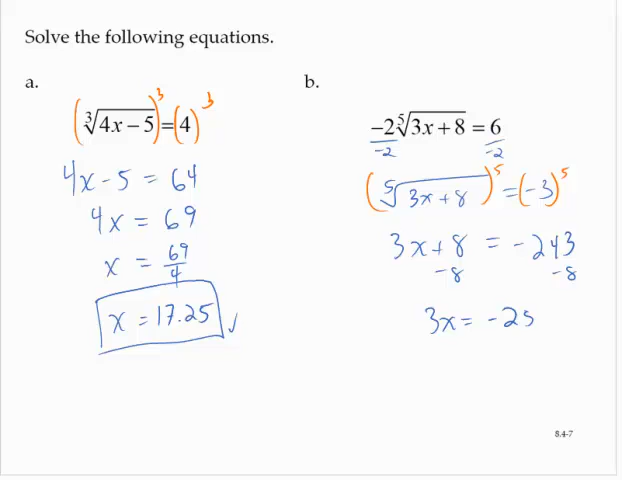 Solve the following equations.
a.
(∛(4x − 5))³ = (4)³
4x − 5 = 64
4x = 69
x = 69/4
x = 17.25 ✓
b.
−2⁵√(3x + 8) = 6
−2 −2
(⁵√(3x + 8))⁵ = (−3)⁵
3x + 8 = −243
−8 −8
3x = −25
8.4-7